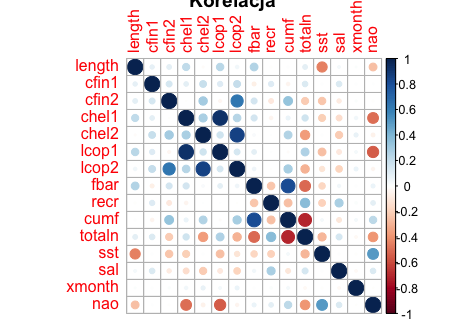 Korelacja
length cfin1 cfin2 chel1 chel2 lcop1 lcop2 fbar recr cumf totaln sst sal xmonth nao
length
cfin1
cfin2
chel1
chel2
lcop1
lcop2
fbar
recr
cumf
totaln
sst
sal
xmonth
nao
1
0.8
0.6
0.4
0.2
0
-0.2
-0.4
-0.6
-0.8
-1